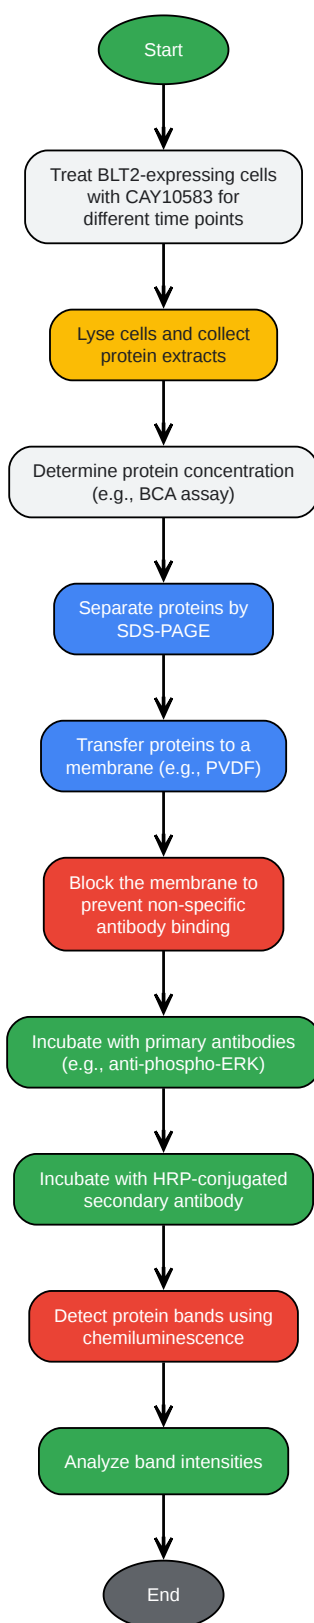 Start
Treat BLT2-expressing cells
with CAY10583 for
different time points
Lyse cells and collect
protein extracts
Determine protein concentration
(e.g., BCA assay)
Separate proteins by
SDS-PAGE
Transfer proteins to a
membrane (e.g., PVDF)
Block the membrane to
prevent non-specific
antibody binding
Incubate with primary antibodies
(e.g., anti-phospho-ERK)
Incubate with HRP-conjugated
secondary antibody
Detect protein bands using
chemiluminescence
Analyze band intensities
End